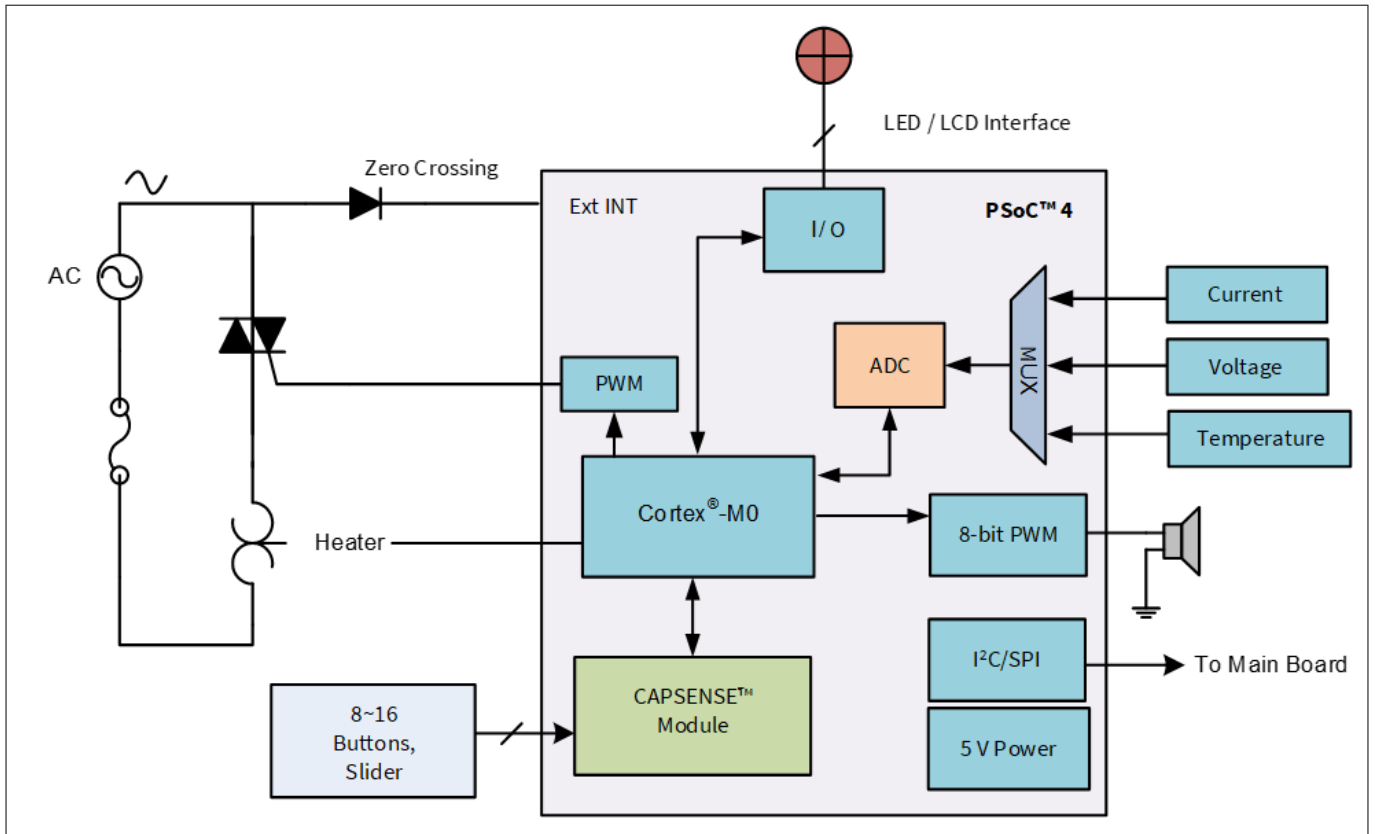 LED / LCD Interface
Zero Crossing
Ext INT
PSoC™ 4
I/ O
AC
Current
MUX
ADC
Voltage
PWM
Temperature
Cortex®-M0
8-bit PWM
Heater
I²C/SPI
To Main Board
CAPSENSE™
Module
8~16
Buttons,
Slider
5 V Power